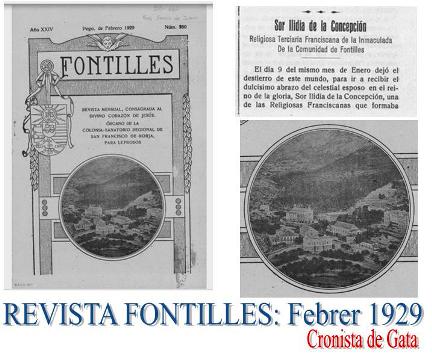 Año XXIV
Pego, de Febrero 1929
Núm. 250
FONTILLES
REVISTA MENSUAL, CONSAGRADA AL
DIVINO CORAZÓN DE JESÚS.
ÓRGANO DE LA
COLONIA-SANATORIO REGIONAL DE
SAN FRANCISCO DE BORJA,
PARA LEPROSOS
Sor Ilidia de la Concepción
Religiosa Terciaria Franciscana de la Inmaculada
De la Comunidad de Fontilles
El día 9 del mismo mes de Enero dejó el
destierro de este mundo, para ir a recibir el
dulcísimo abrazo del celestial esposo en el rei-
no de la gloria, Sor Ilidia de la Concepción,
una de las Religiosas Franciscanas que formaba
REVISTA FONTILLES: Febrer 1929
Cronista de Gata